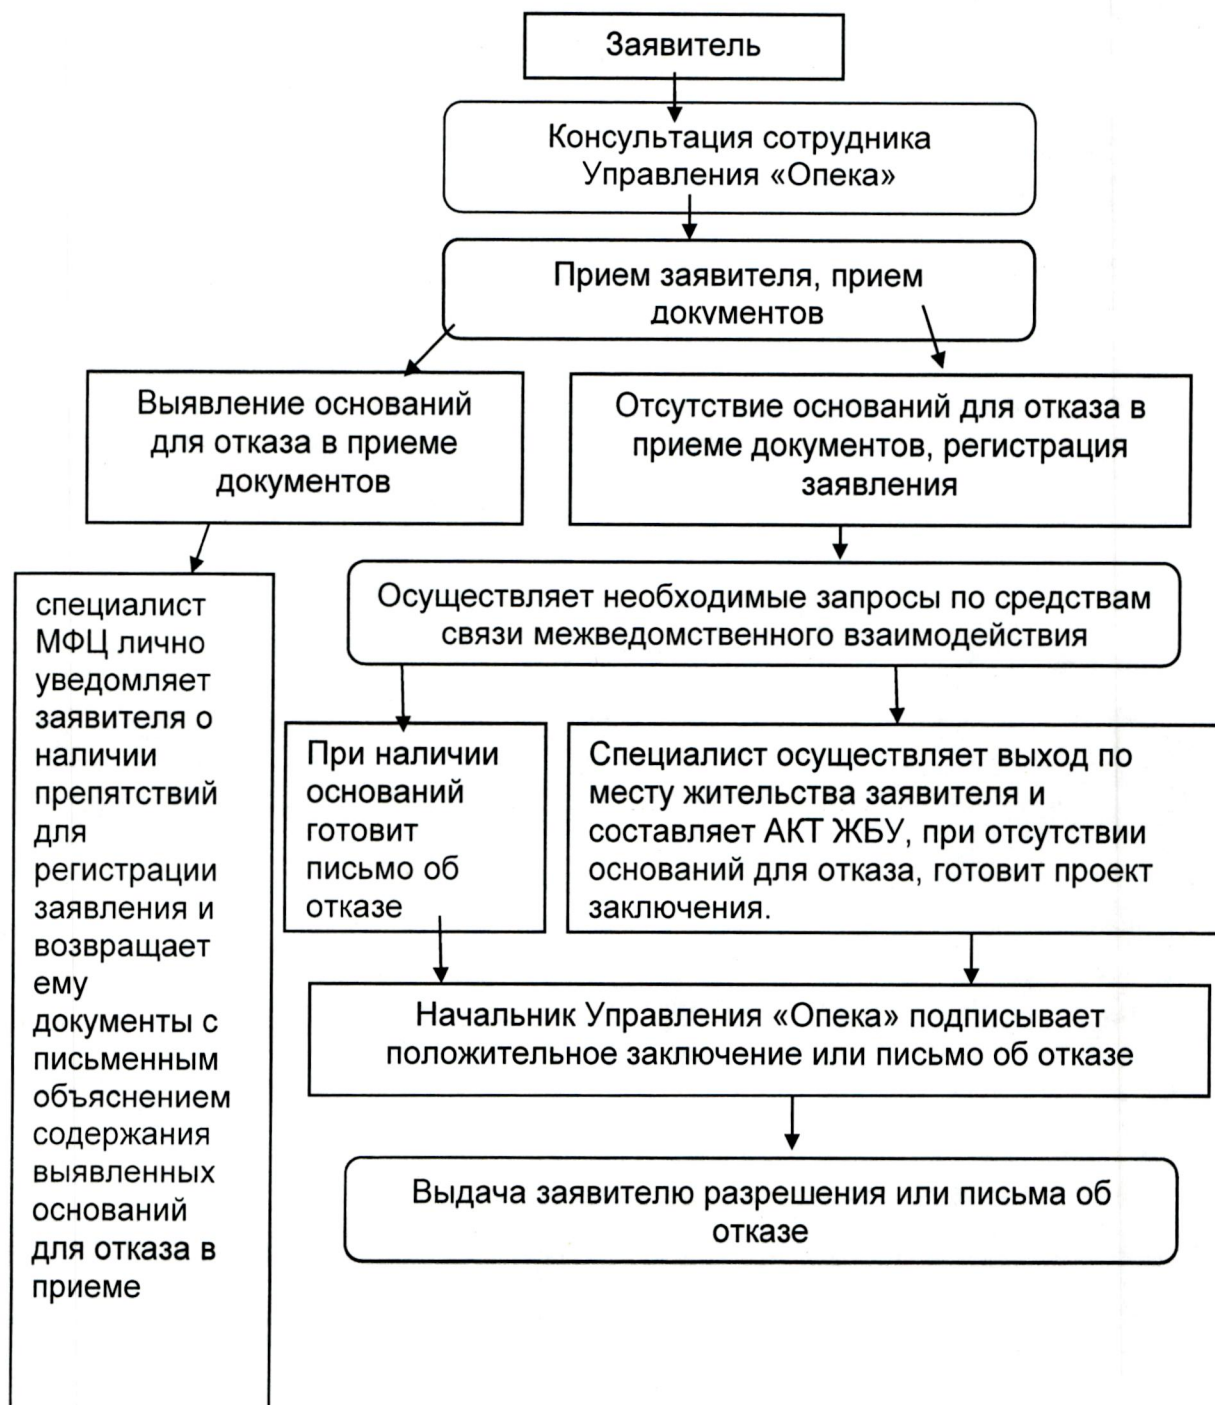 Заявитель
Консультация сотрудника
Управления «Опека»
Прием заявителя, прием
документов
Выявление оснований
для отказа в приеме
документов
Отсутствие оснований для отказа в
приеме документов, регистрация
заявления
специалист
МФЦ лично
уведомляет
заявителя о
наличии
препятствий
для
регистрации
заявления и
возвращает
ему
документы с
письменным
объяснением
содержания
выявленных
оснований
для отказа в
приеме
Осуществляет необходимые запросы по средствам
связи межведомственного взаимодействия
При наличии
оснований
готовит
письмо об
отказе
Специалист осуществляет выход по
месту жительства заявителя и
составляет АКТ ЖБУ, при отсутствии
оснований для отказа, готовит проект
заключения.
Начальник Управления «Опека» подписывает
положительное заключение или письмо об отказе
Выдача заявителю разрешения или письма об
отказе